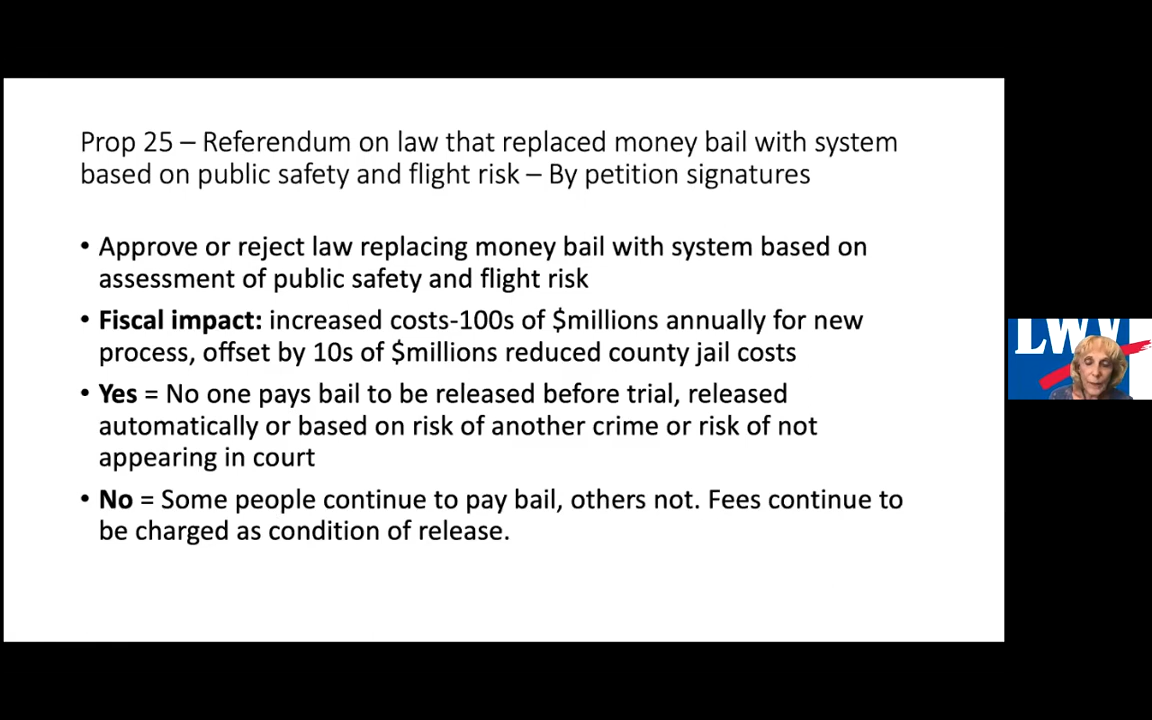 Prop 25 – Referendum on law that replaced money bail with system
based on public safety and flight risk – By petition signatures
• Approve or reject law replacing money bail with system based on
assessment of public safety and flight risk
• Fiscal impact: increased costs-100s of $millions annually for new
process, offset by 10s of $millions reduced county jail costs
• Yes = No one pays bail to be released before trial, released
automatically or based on risk of another crime or risk of not
appearing in court
• No = Some people continue to pay bail, others not. Fees continue to
be charged as condition of release.
LWV